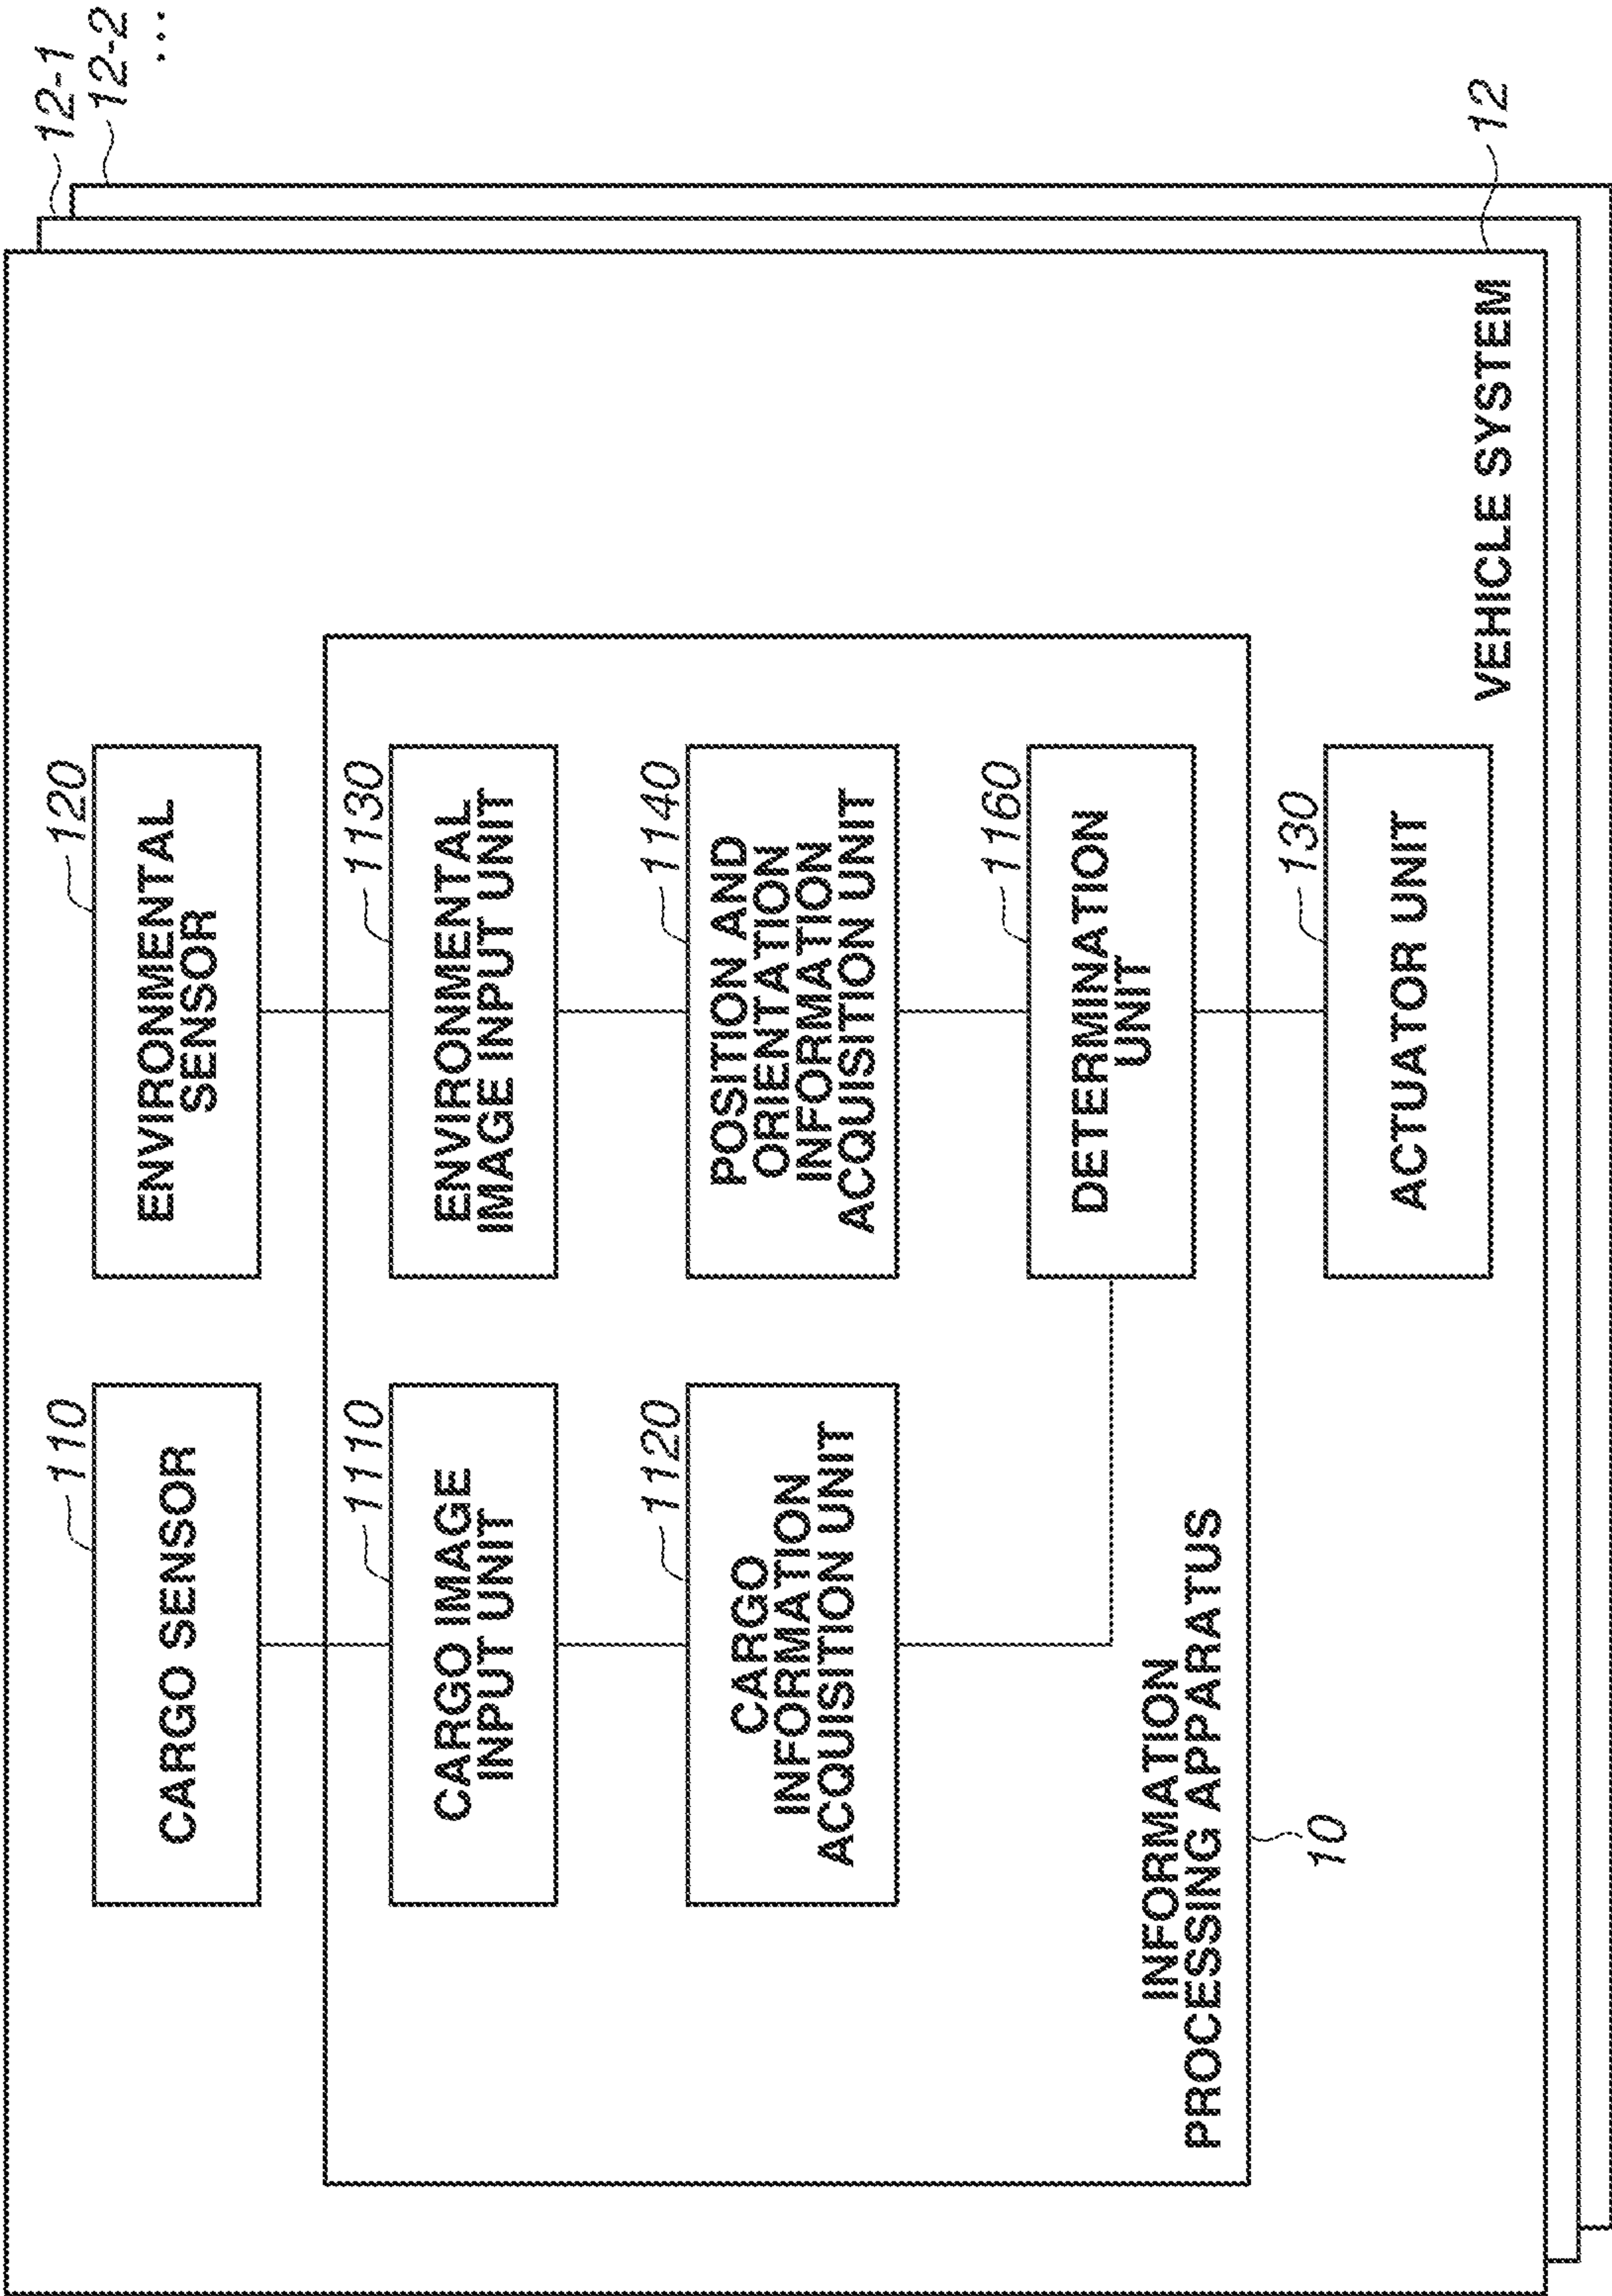 12-1
12-2
...
12
110
CARGO SENSOR
120
ENVIRONMENTAL
SENSOR
1110
CARGO IMAGE
INPUT UNIT
1130
ENVIRONMENTAL
IMAGE INPUT UNIT
1120
CARGO
INFORMATION
ACQUISITION UNIT
1140
POSITION AND
ORIENTATION
INFORMATION
ACQUISITION UNIT
1160
DETERMINATION
UNIT
INFORMATION
PROCESSING APPARATUS
10
130
ACTUATOR UNIT
VEHICLE SYSTEM